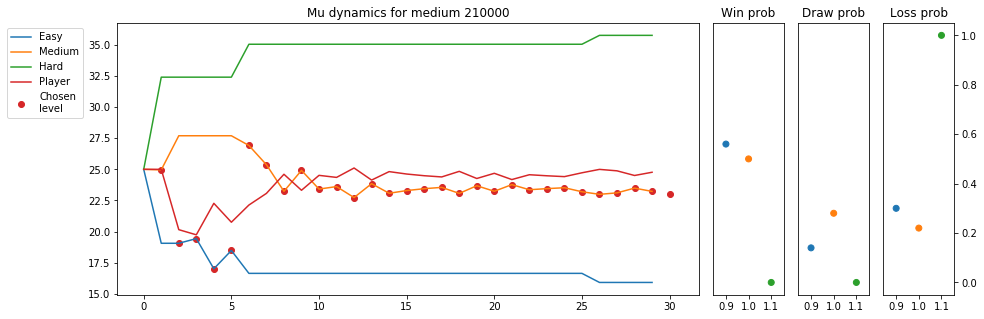 Mu dynamics for medium 210000
Win prob
Draw prob
Loss prob
Easy
Medium
Hard
Player
Chosen
level
35.0
32.5
30.0
27.5
25.0
22.5
20.0
17.5
15.0
0 5 10 15 20 25 30
0.9 1.0 1.1
0.9 1.0 1.1
0.9 1.0 1.1
1.0
0.8
0.6
0.4
0.2
0.0